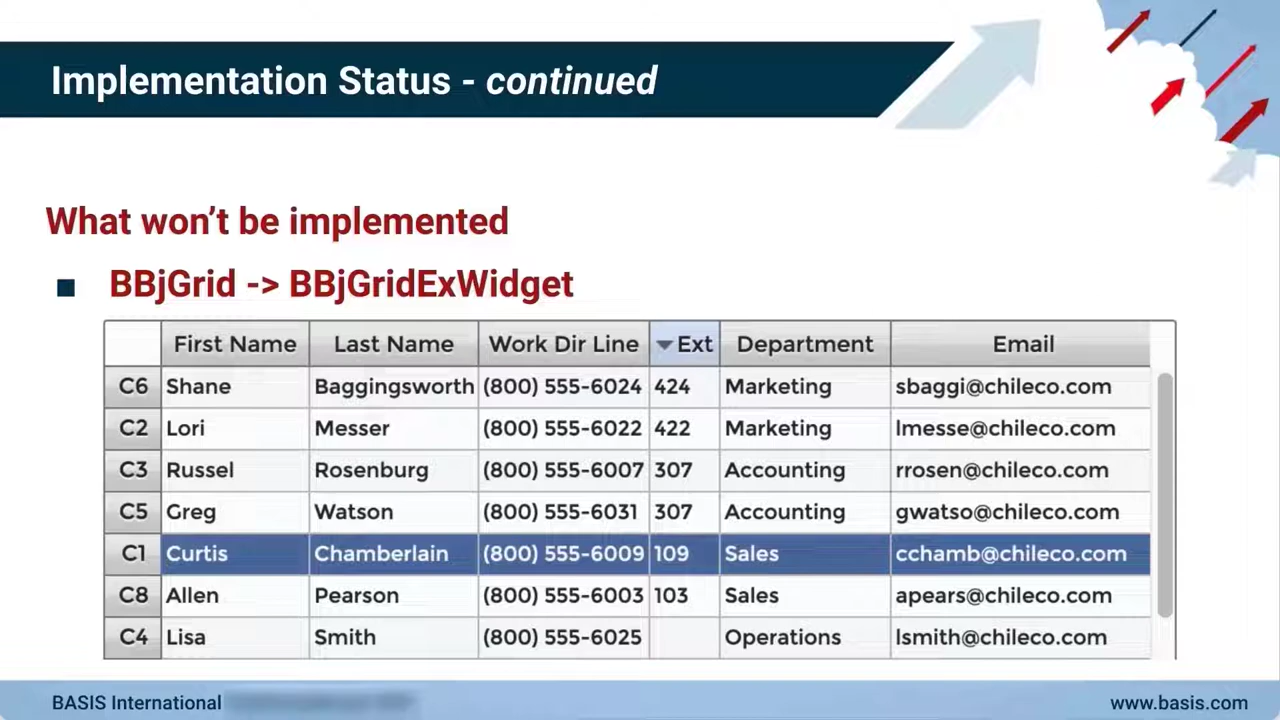 Implementation Status - continued
What won't be implemented
■ BBjGrid -> BBjGridExWidget
First Name Last Name Work Dir Line Ext Department Email
C6 Shane Baggingsworth (800) 555-6024 424 Marketing sbaggi@chileco.com
C2 Lori Messer (800) 555-6022 422 Marketing lmesse@chileco.com
C3 Russel Rosenburg (800) 555-6007 307 Accounting rrosen@chileco.com
C5 Greg Watson (800) 555-6031 307 Accounting gwatso@chileco.com
C1 Curtis Chamberlain (800) 555-6009 109 Sales cchamb@chileco.com
C8 Allen Pearson (800) 555-6003 103 Sales apears@chileco.com
C4 Lisa Smith (800) 555-6025 Operations lsmith@chileco.com
BASIS International www.basis.com